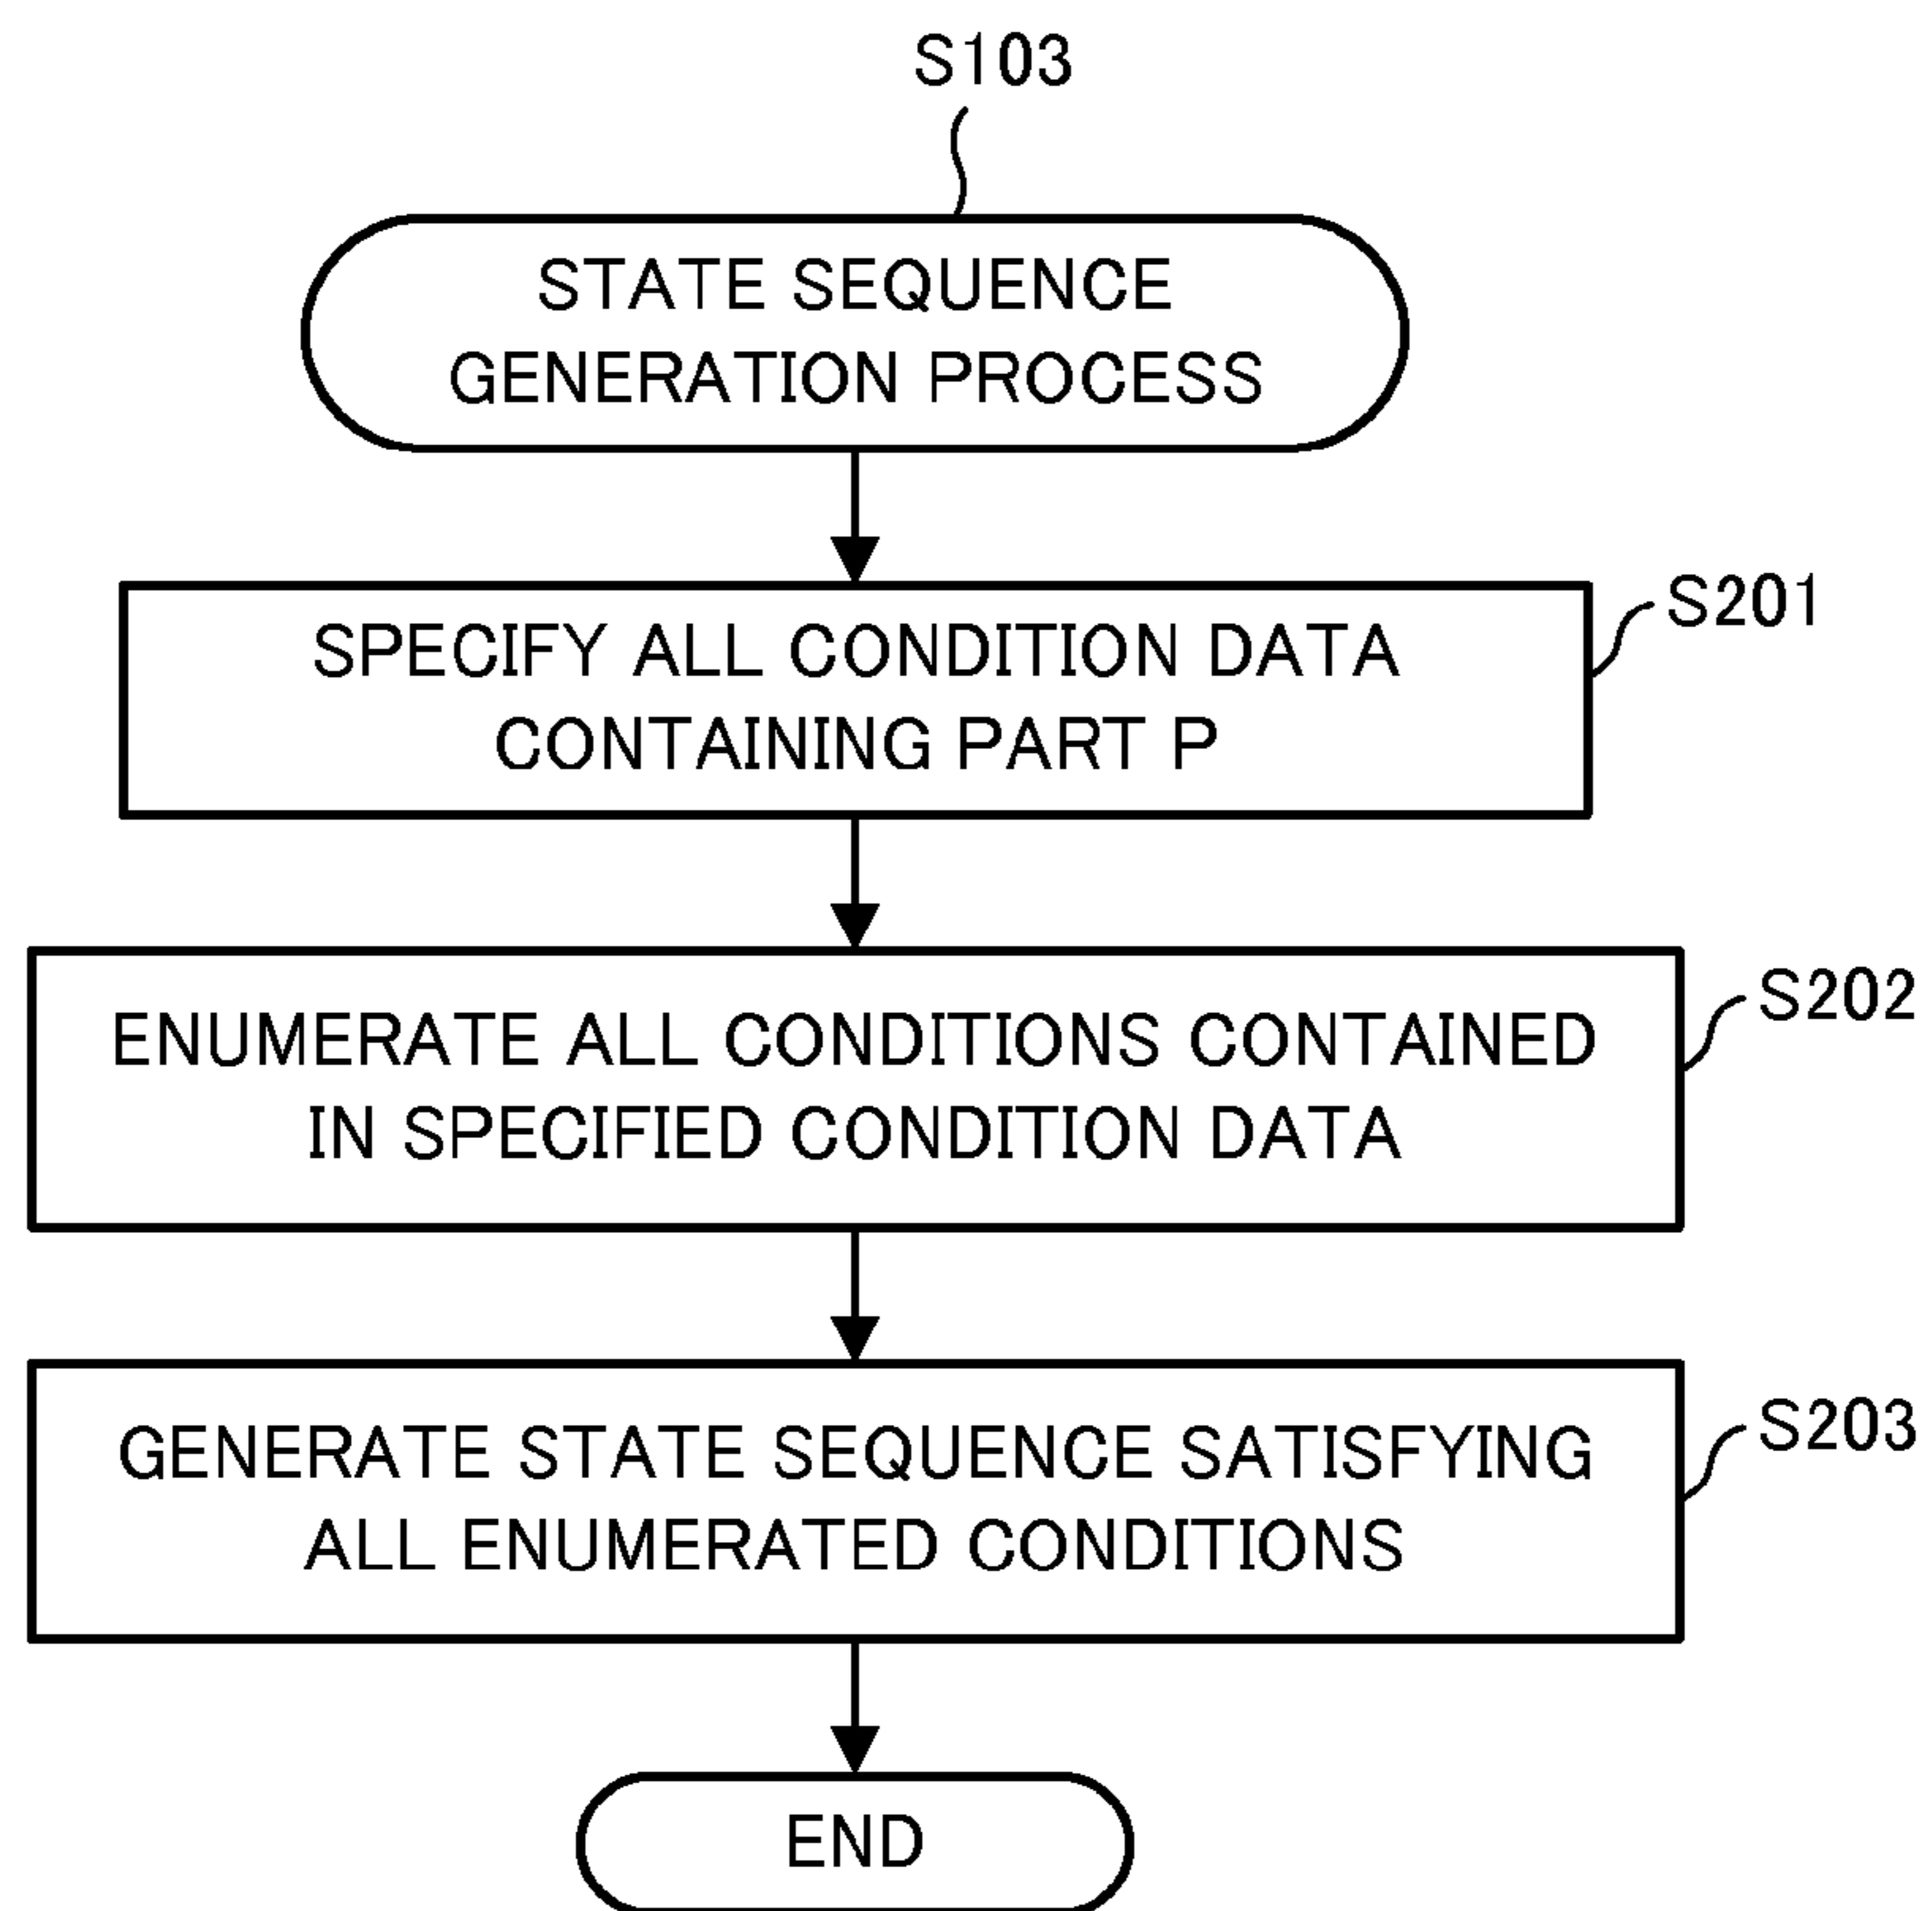 S103
STATE SEQUENCE
GENERATION PROCESS
S201
SPECIFY ALL CONDITION DATA
CONTAINING PART P
S202
ENUMERATE ALL CONDITIONS CONTAINED
IN SPECIFIED CONDITION DATA
S203
GENERATE STATE SEQUENCE SATISFYING
ALL ENUMERATED CONDITIONS
END